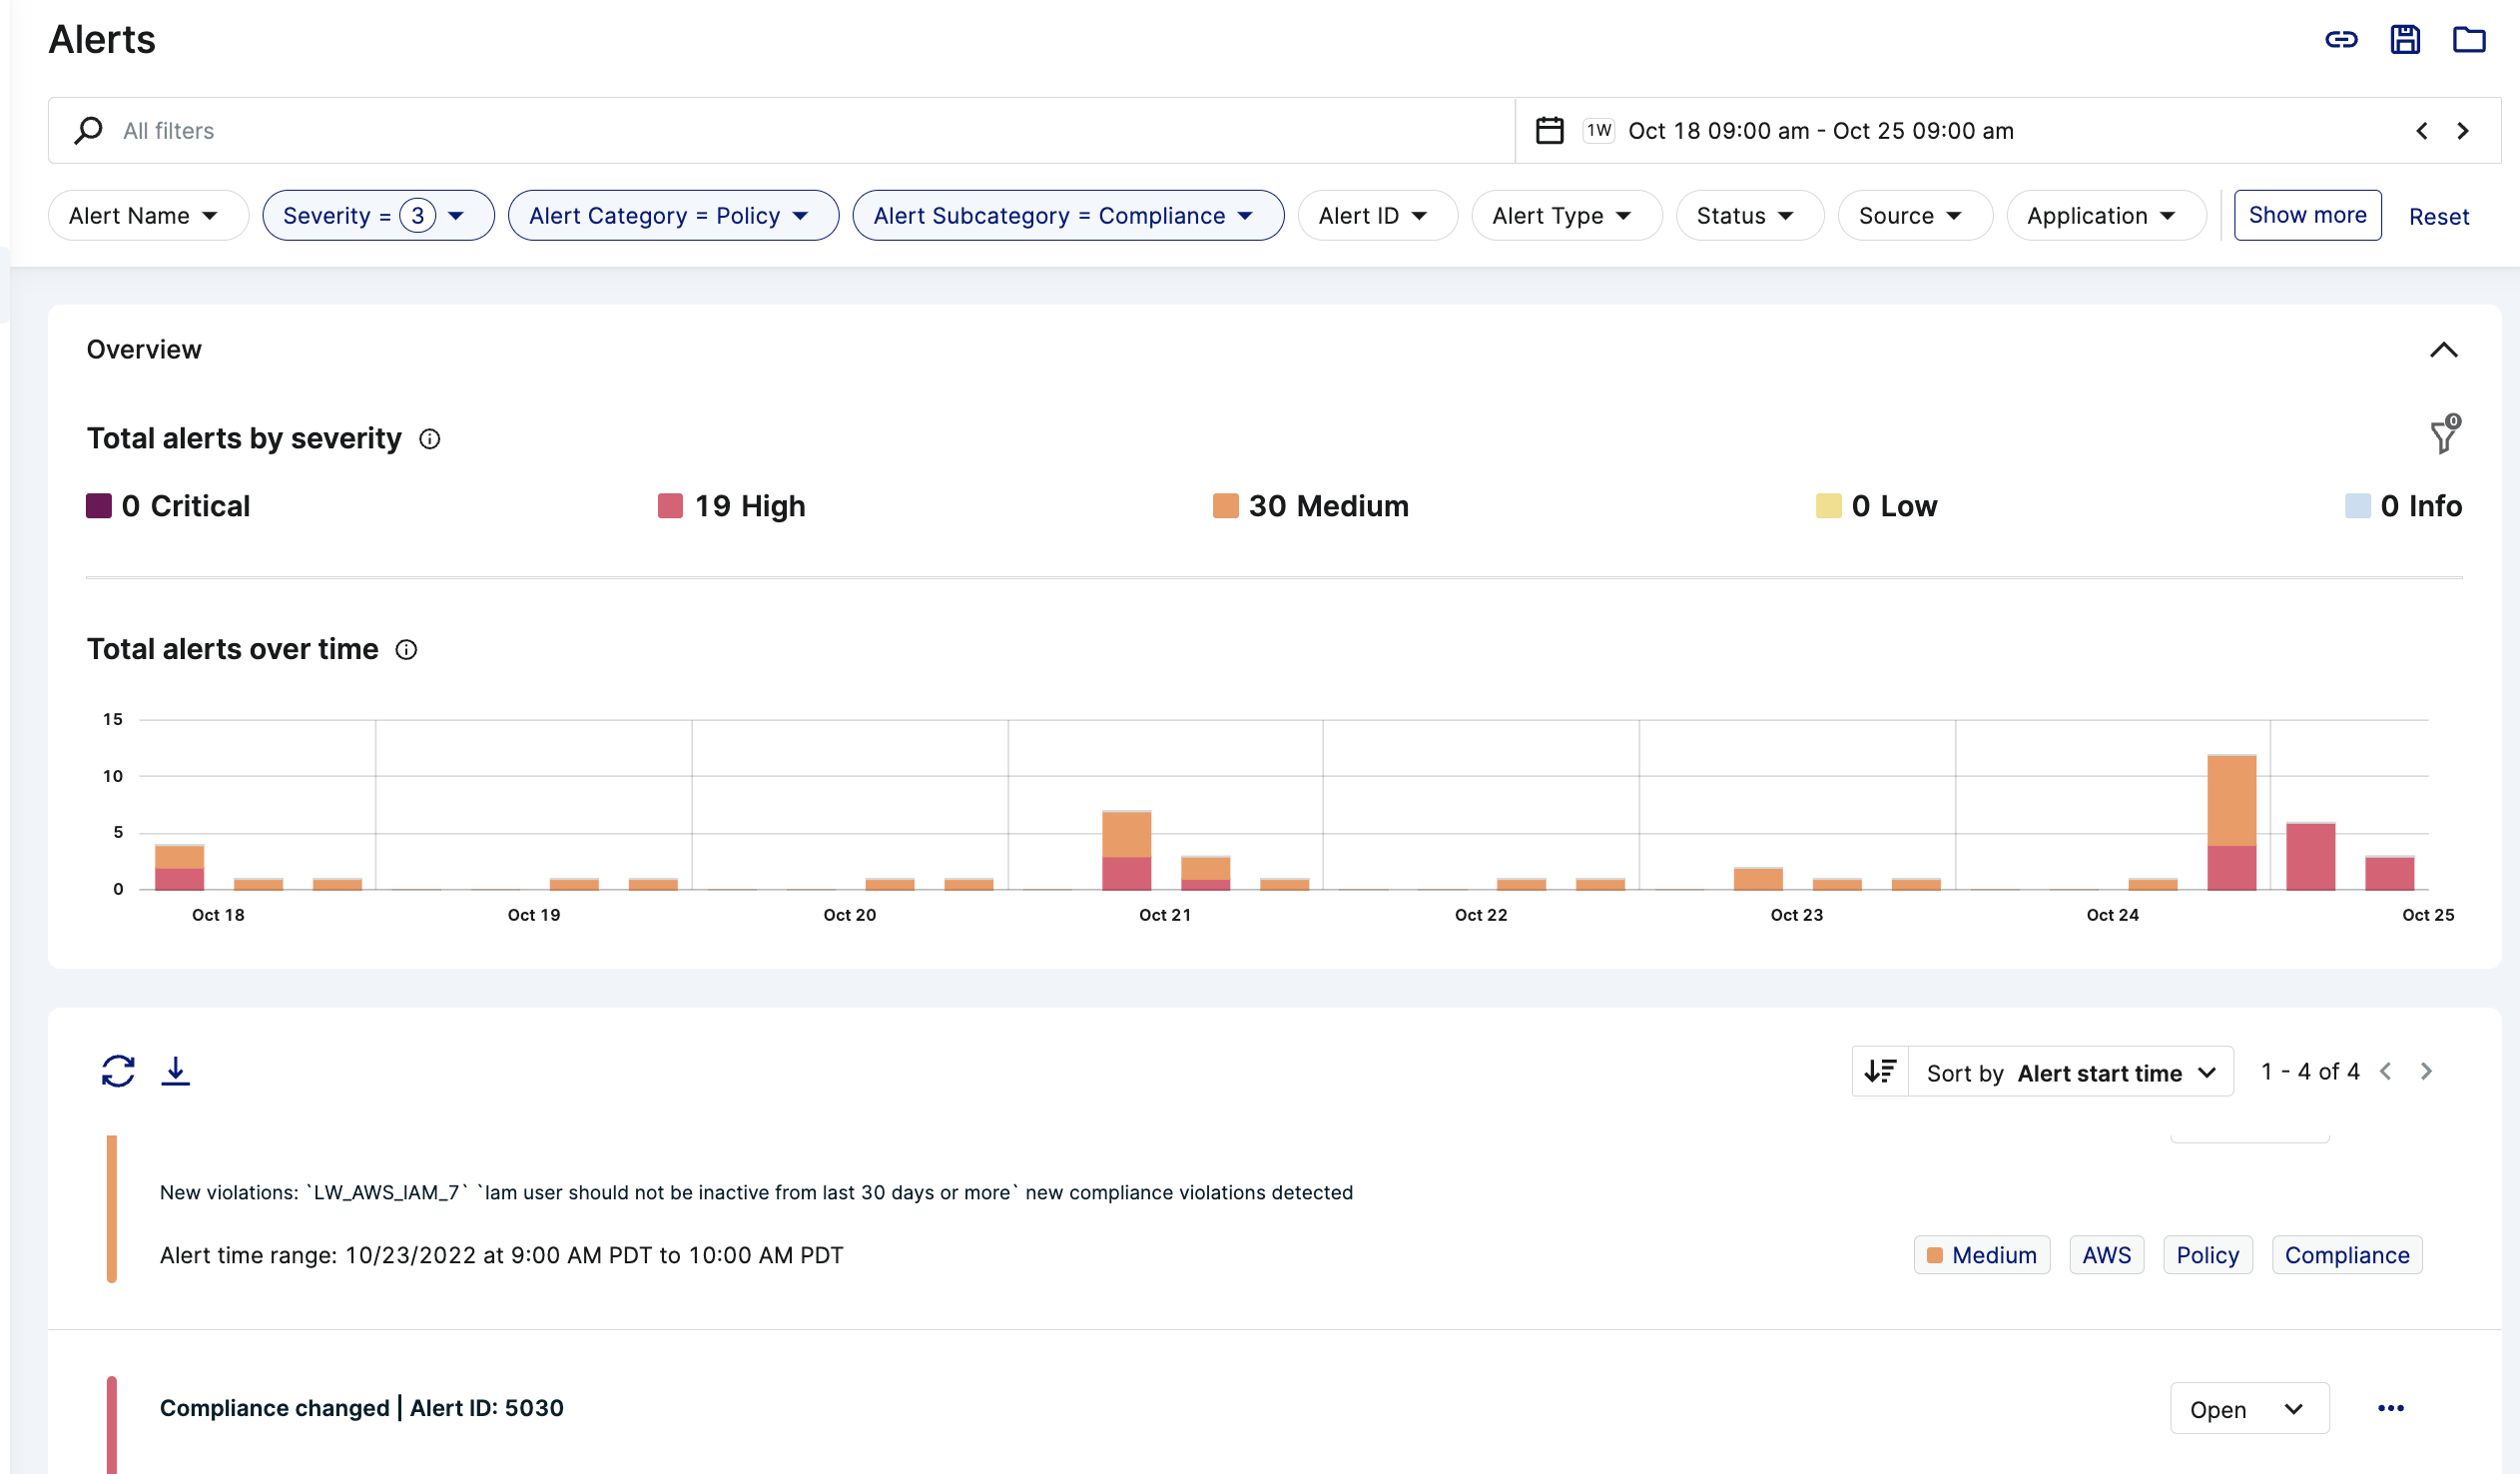 Alerts
All filters
1W Oct 18 09:00 am - Oct 25 09:00 am
Alert Name Severity = 3 Alert Category = Policy Alert Subcategory = Compliance Alert ID Alert Type Status Source Application Show more Reset
Overview
Total alerts by severity
0
0 Critical 19 High 30 Medium 0 Low 0 Info
Total alerts over time
15
10
5
0
Oct 18 Oct 19 Oct 20 Oct 21 Oct 22 Oct 23 Oct 24 Oct 25
Sort by Alert start time 1 - 4 of 4
New violations: `LW_AWS_IAM_7` `Iam user should not be inactive from last 30 days or more` new compliance violations detected
Alert time range: 10/23/2022 at 9:00 AM PDT to 10:00 AM PDT Medium AWS Policy Compliance
Compliance changed | Alert ID: 5030 Open